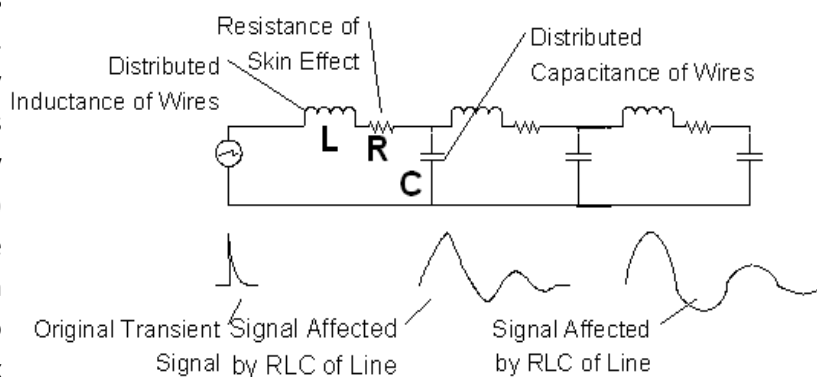 Resistance of
Skin Effect
Distributed
Inductance of Wires
Distributed
Capacitance of Wires
L
R
C
Original Transient
Signal
Signal Affected
by RLC of Line
Signal Affected
by RLC of Line